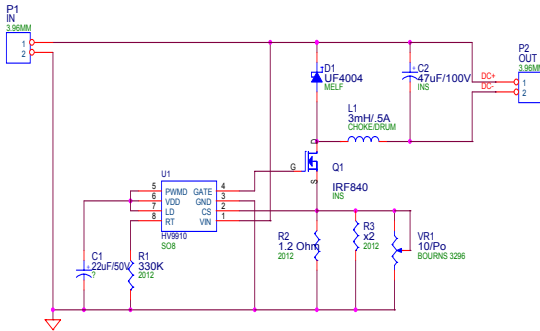 P1
IN
3.96MM
1
2
D1
UF4004
MELF
C2
47uF/100V
INS
P2
OUT
3.96MM
DC+
DC-
1
2
L1
3mH/.5A
CHOKE/DRUM
D
G
S
Q1
IRF840
INS
U1
5 PWMD GATE 4
6 VDD GND 3
7 LD CS 2
8 RT VIN 1
HV9910
SO8
C1
22uF/50V
?
R1
330K
2012
R2
1.2 Ohm
2012
R3
x2
2012
VR1
10/Po
BOURNS 3296